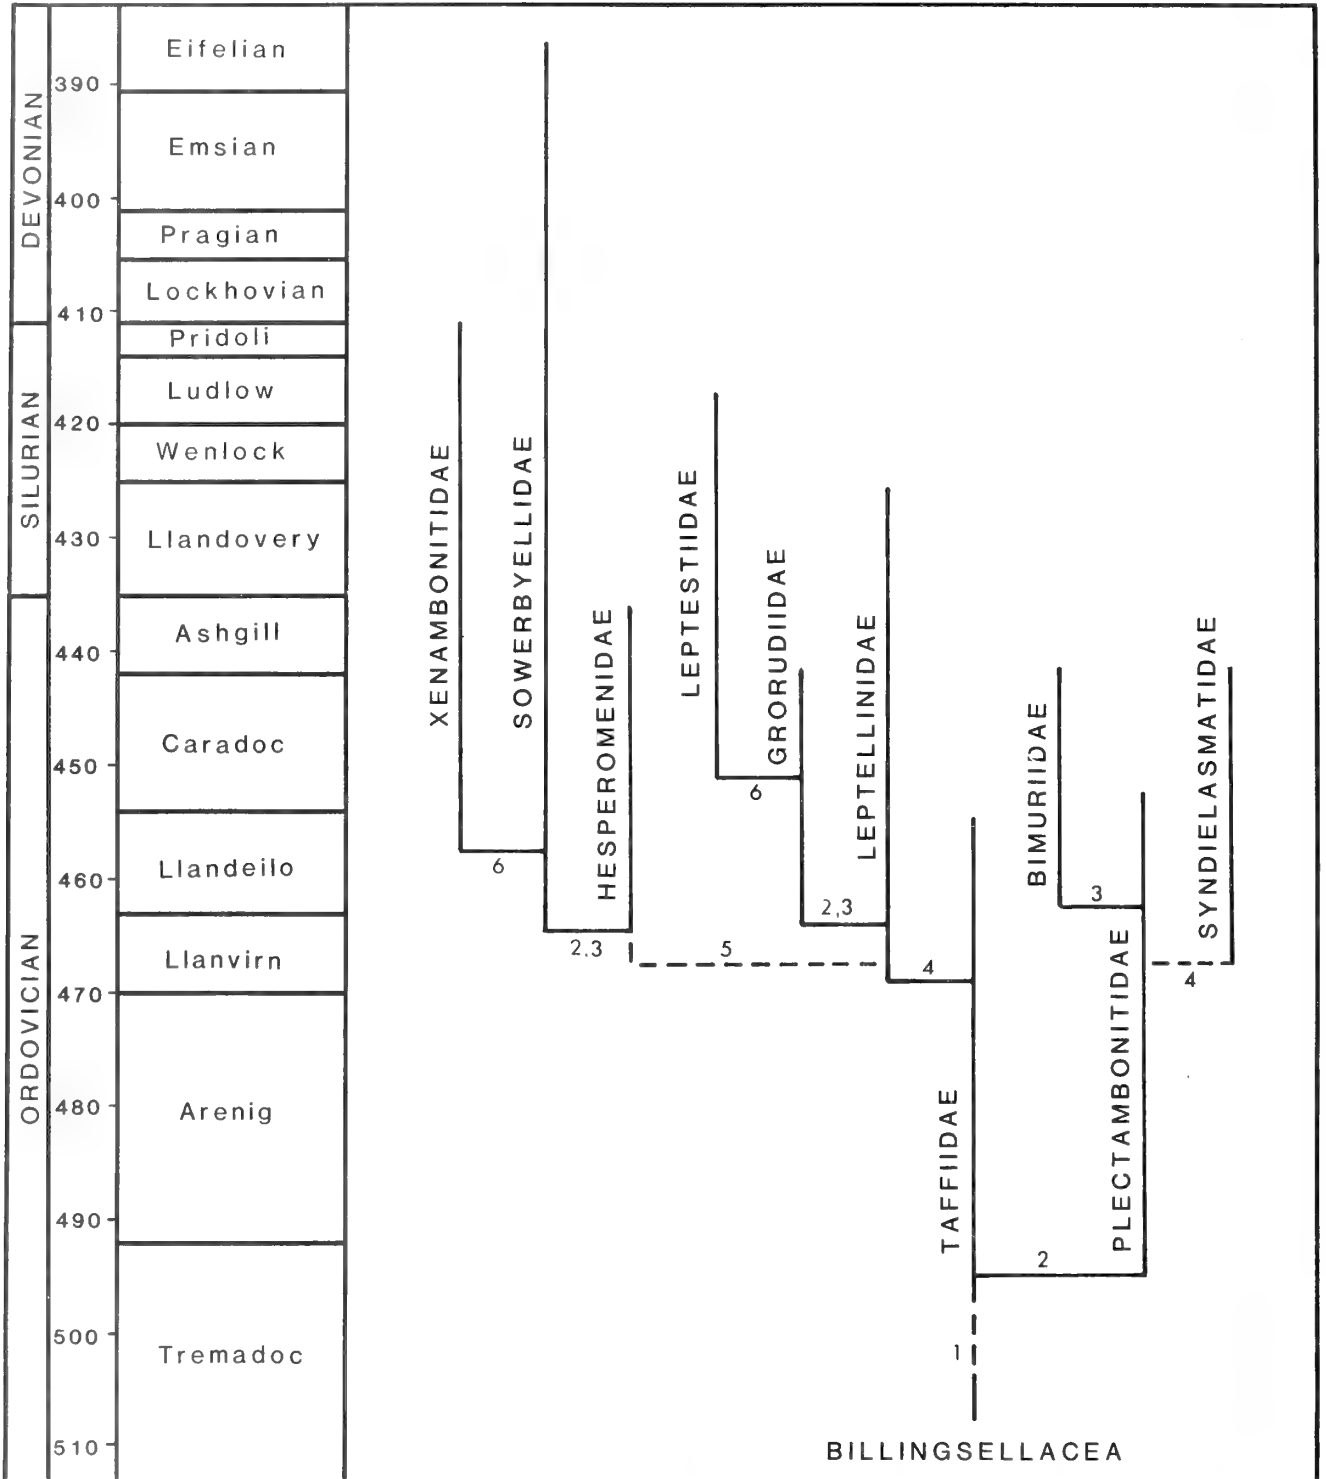 DEVONIAN
SILURIAN
ORDOVICIAN
390
400
410
420
430
440
450
460
470
480
490
500
510
Eifelian
Emsian
Pragian
Lockhovian
Pridoli
Ludlow
Wenlock
Llandovery
Ashgill
Caradoc
Llandeilo
Llanvirn
Arenig
Tremadoc
XENAMBONITIDAE
SOWERBYELLIDAE
HESPEROMENIDAE
LEPTESTIIDAE
GRORUDIIDAE
LEPTELLINIDAE
TAFFIIDAE
BIMURIIDAE
PLECTAMBONITIDAE
SYNDIELASMATIDAE
6
6
2,3
3
2,3
5
4
4
2
1
BILLINGSELLACEA